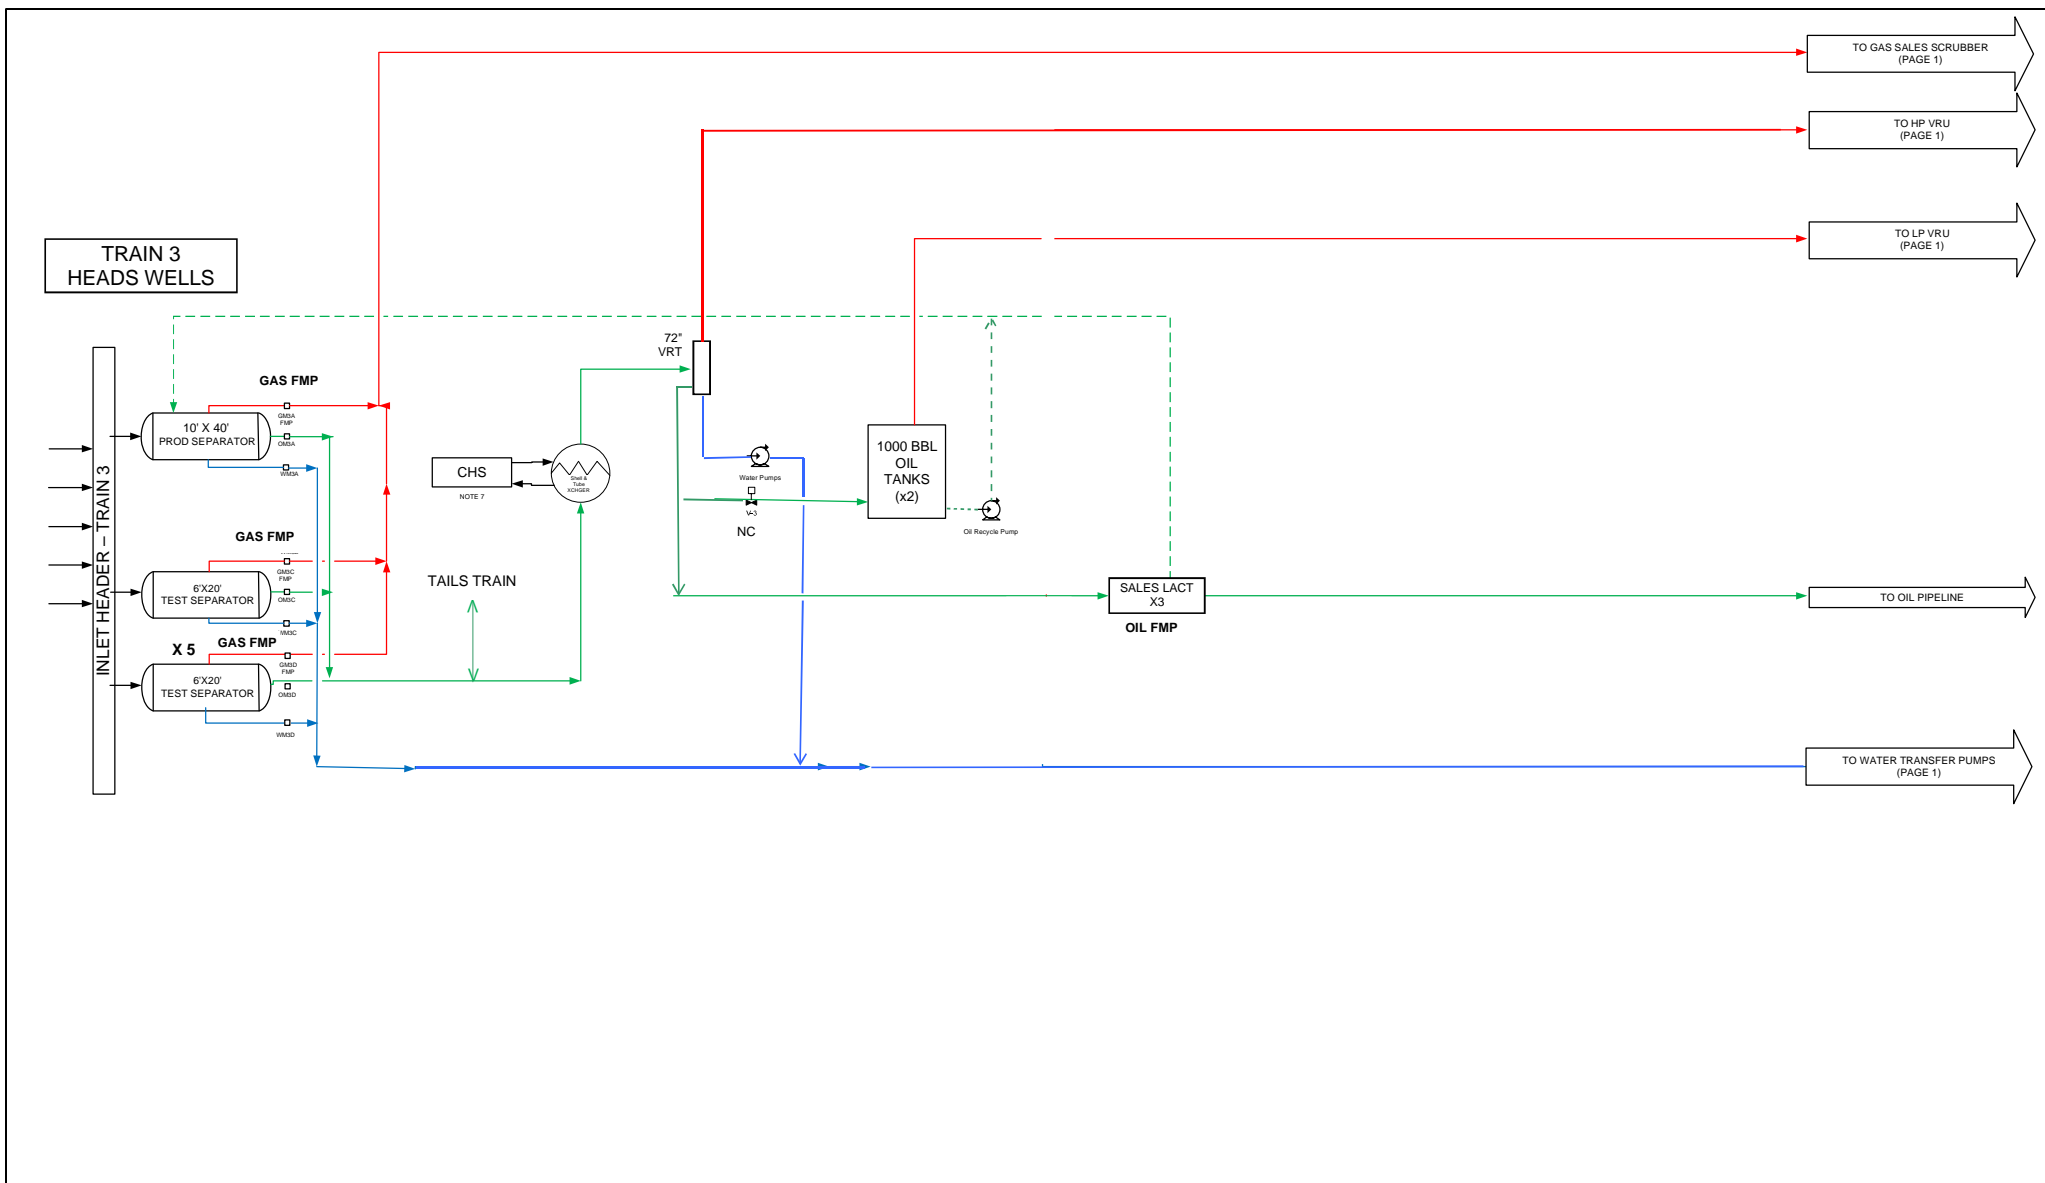 TO GAS SALES SCRUBBER
(PAGE 1)
TO HP VRU
(PAGE 1)
TO LP VRU
(PAGE 1)
TRAIN 3
HEADS WELLS
72"
VRT
GAS FMP
GM3A
FMP
10' X 40'
PROD SEPARATOR
OM3A
WM3A
INLET HEADER – TRAIN 3
CHS
NOTE 7
Shell &
Tube
XCHGER
Water Pumps
V-3
NC
1000 BBL
OIL
TANKS
(x2)
Oil Recycle Pump
GAS FMP
GM3C
FMP
6'X20'
TEST SEPARATOR
OM3C
WM3C
TAILS TRAIN
SALES LACT
X3
OIL FMP
TO OIL PIPELINE
X 5
GAS FMP
GM3D
FMP
6'X20'
TEST SEPARATOR
OM3D
WM3D
TO WATER TRANSFER PUMPS
(PAGE 1)